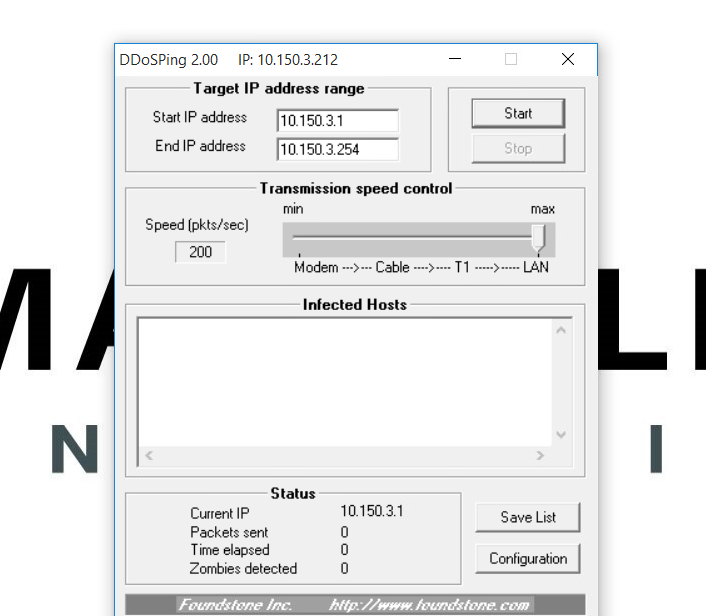 DDoSPing 2.00 IP: 10.150.3.212
Target IP address range
Start IP address 10.150.3.1
End IP address 10.150.3.254
Start
Stop
Transmission speed control
min max
Speed (pkts/sec)
200
Modem --->--- Cable ---->---- T1 ----->----- LAN
Infected Hosts
Status
Current IP 10.150.3.1
Packets sent 0
Time elapsed 0
Zombies detected 0
Save List
Configuration
Foundstone Inc. http://www.foundstone.com